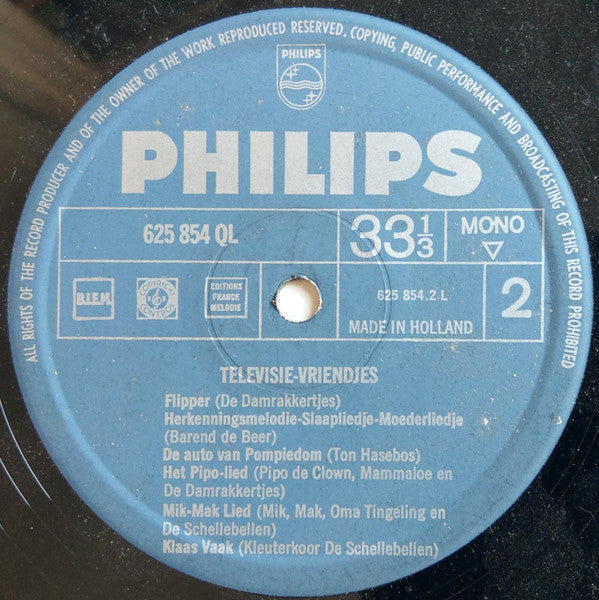 ALL RIGHTS OF THE RECORD PRODUCER AND OF THE OWNER OF THE WORK REPRODUCED RESERVED. COPYING, PUBLIC PERFORMANCE AND BROADCASTING OF THIS RECORD PROHIBITED
PHILIPS
PHILIPS
625 854 QL
33 1/3
MONO
B.I.E.M.
COPYRIGHT CONTROL
EDITIONS
FRANCE
MELODIE
625 854.2.L
2
MADE IN HOLLAND
TELEVISIE-VRIENDJES
Flipper (De Damrakkertjes)
Herkenningsmelodie-Slaapliedje-Moederliedje
(Barend de Beer)
De auto van Pompiedom (Ton Hasebos)
Het Pipo-lied (Pipo de Clown, Mammaloe en
De Damrakkertjes)
Mik-Mak Lied (Mik, Mak, Oma Tingeling en
De Schellebellen)
Klaas Vaak (Kleuterkoor De Schellebellen)